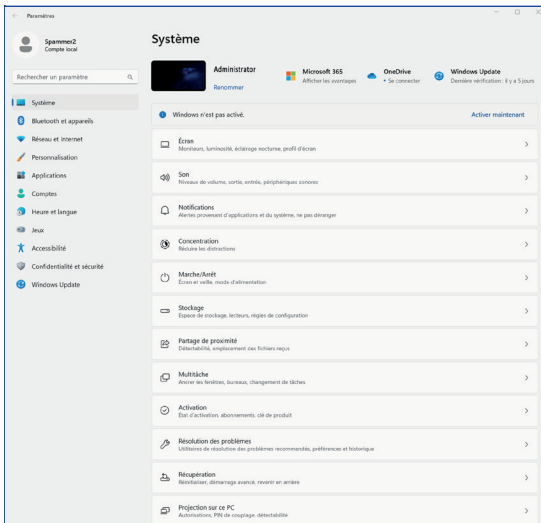 Paramètres
Spammer2
Compte local
Rechercher un paramètre
Système
Bluetooth et appareils
Réseau et Internet
Personnalisation
Applications
Comptes
Heure et langue
Jeux
Accessibilité
Confidentialité et sécurité
Windows Update
Système
Administrator
Renommer
Microsoft 365
Afficher les avantages
OneDrive
• Se connecter
Windows Update
Dernière vérification : il y a 5 jours
Windows n'est pas activé.
Activer maintenant
Écran
Moniteurs, luminosité, éclairage nocturne, profil d'écran
Son
Niveaux de volume, sortie, entrée, périphériques sonores
Notifications
Alertes provenant d'applications et du système, ne pas déranger
Concentration
Réduire les distractions
Marche/Arrêt
Écran et veille, mode d'alimentation
Stockage
Espace de stockage, lecteurs, règles de configuration
Partage de proximité
Détectabilité, emplacement des fichiers reçus
Multitâche
Ancrer les fenêtres, bureaux, changement de tâches
Activation
État d'activation, abonnements, clé de produit
Résolution des problèmes
Utilitaires de résolution des problèmes recommandés, préférences et historique
Récupération
Réinitialiser, démarrage avancé, revenir en arrière
Projection sur ce PC
Autorisations, PIN de couplage, détectabilité